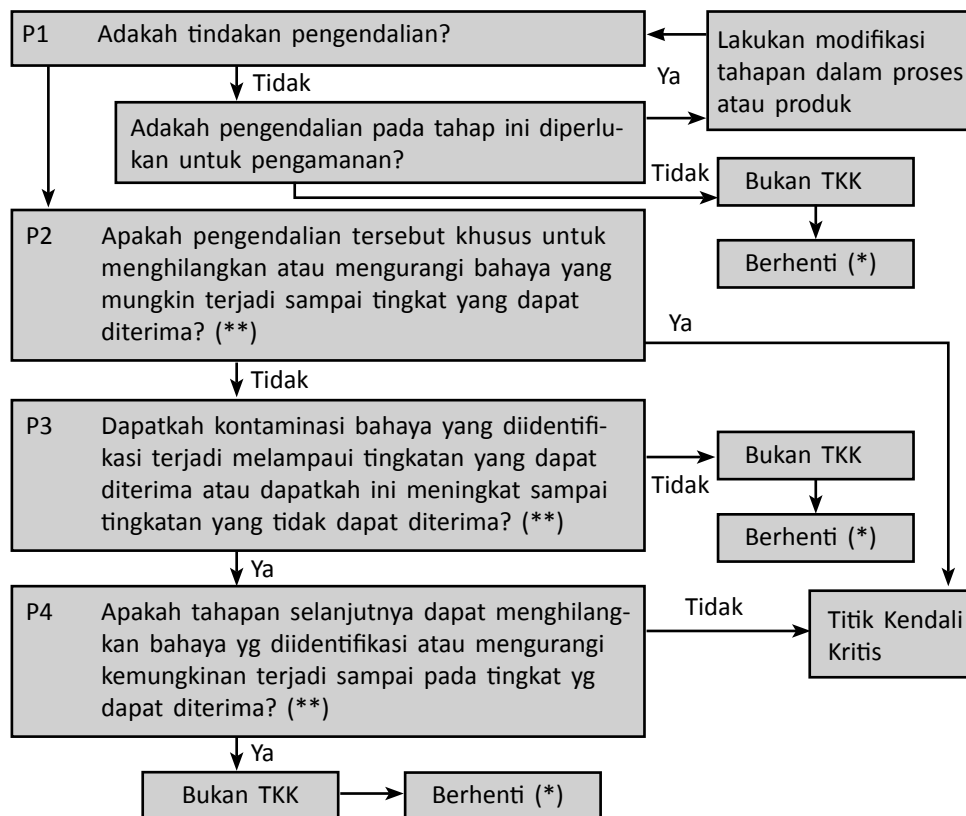 P1 Adakah tindakan pengendalian?
Lakukan modifikasi
tahapan dalam proses
atau produk
Ya
Tidak
Adakah pengendalian pada tahap ini diperlu-
kan untuk pengamanan?
Tidak
Bukan TKK
Berhenti (*)
P2 Apakah pengendalian tersebut khusus untuk
menghilangkan atau mengurangi bahaya yang
mungkin terjadi sampai tingkat yang dapat
diterima? (**)
Ya
Tidak
P3 Dapatkah kontaminasi bahaya yang diidentifi-
kasi terjadi melampaui tingkatan yang dapat
diterima atau dapatkah ini meningkat sampai
tingkatan yang tidak dapat diterima? (**)
Tidak
Bukan TKK
Berhenti (*)
Ya
P4 Apakah tahapan selanjutnya dapat menghilang-
kan bahaya yg diidentifikasi atau mengurangi
kemungkinan terjadi sampai pada tingkat yg
dapat diterima? (**)
Tidak
Titik Kendali
Kritis
Ya
Bukan TKK
Berhenti (*)